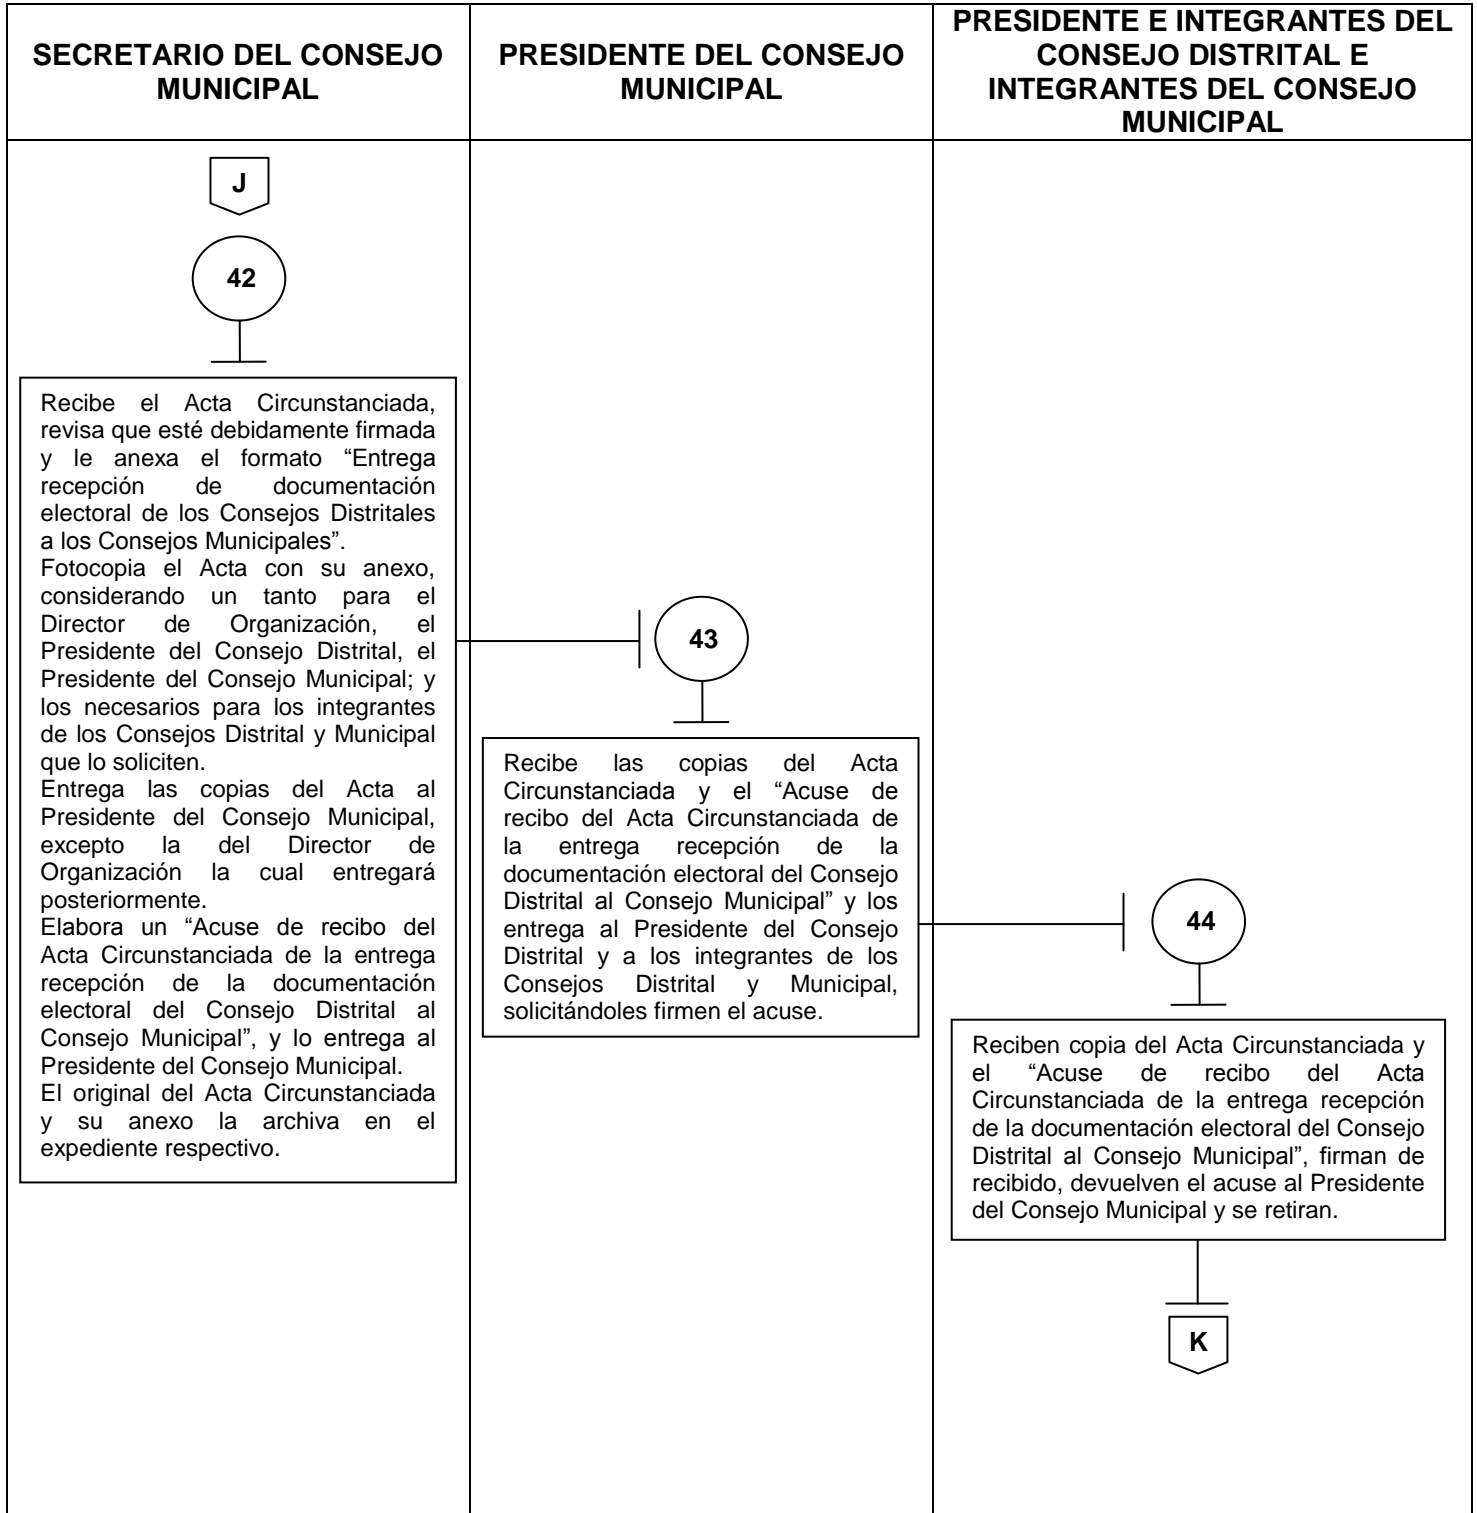 SECRETARIO DEL CONSEJO
MUNICIPAL
PRESIDENTE DEL CONSEJO
MUNICIPAL
PRESIDENTE E INTEGRANTES DEL
CONSEJO DISTRITAL E
INTEGRANTES DEL CONSEJO
MUNICIPAL
J
42
Recibe el Acta Circunstanciada,
revisa que esté debidamente firmada
y le anexa el formato “Entrega
recepción de documentación
electoral de los Consejos Distritales
a los Consejos Municipales”.
Fotocopia el Acta con su anexo,
considerando un tanto para el
Director de Organización, el
Presidente del Consejo Distrital, el
Presidente del Consejo Municipal; y
los necesarios para los integrantes
de los Consejos Distrital y Municipal
que lo soliciten.
Entrega las copias del Acta al
Presidente del Consejo Municipal,
excepto la del Director de
Organización la cual entregará
posteriormente.
Elabora un “Acuse de recibo del
Acta Circunstanciada de la entrega
recepción de la documentación
electoral del Consejo Distrital al
Consejo Municipal”, y lo entrega al
Presidente del Consejo Municipal.
El original del Acta Circunstanciada
y su anexo la archiva en el
expediente respectivo.
43
Recibe las copias del Acta
Circunstanciada y el “Acuse de
recibo del Acta Circunstanciada de
la entrega recepción de la
documentación electoral del Consejo
Distrital al Consejo Municipal” y los
entrega al Presidente del Consejo
Distrital y a los integrantes de los
Consejos Distrital y Municipal,
solicitándoles firmen el acuse.
44
Reciben copia del Acta Circunstanciada y
el “Acuse de recibo del Acta
Circunstanciada de la entrega recepción
de la documentación electoral del Consejo
Distrital al Consejo Municipal”, firman de
recibido, devuelven el acuse al Presidente
del Consejo Municipal y se retiran.
K